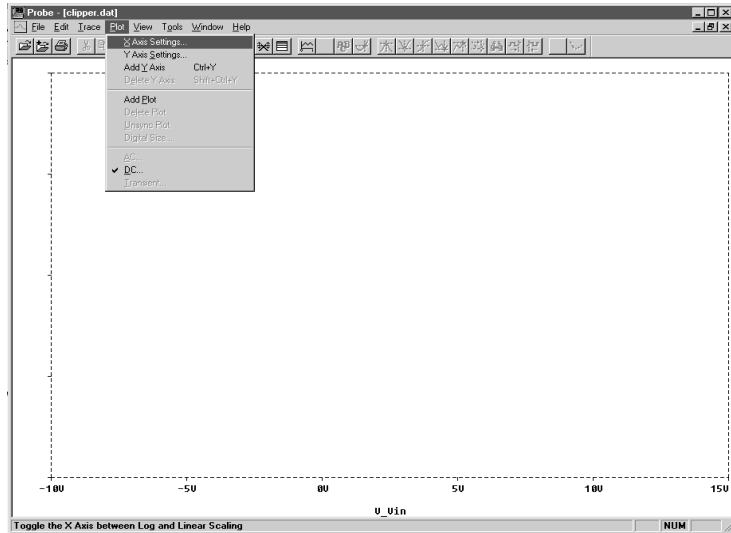 Probe - [clipper.dat]
File Edit Trace Plot View Tools Window Help
X Axis Settings...
Y Axis Settings...
Add Y Axis Ctrl+Y
Delete Y Axis Shift+Ctrl+Y
Add Plot
Delete Plot
Unsync Plot
Digital Size...
AC...
DC...
Transient...
-10V -5V 0V 5V 10V 15V
V_Vin
Toggle the X Axis between Log and Linear Scaling NUM